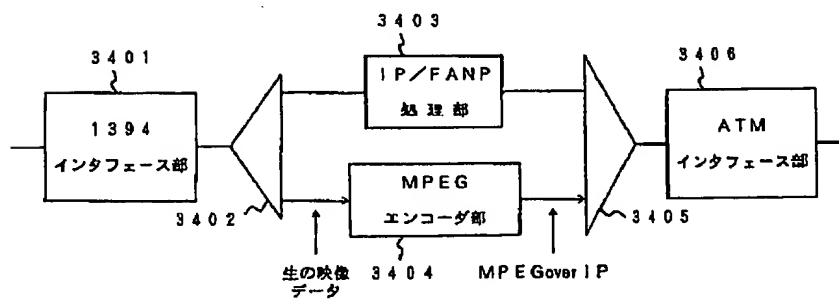 3403
3401
3406
IP/FANP
処理部
1394
インタフェース部
ATM
インタフェース部
MPEG
エンコーダ部
3402
3405
生の映像
データ
3404
MPEGoverIP